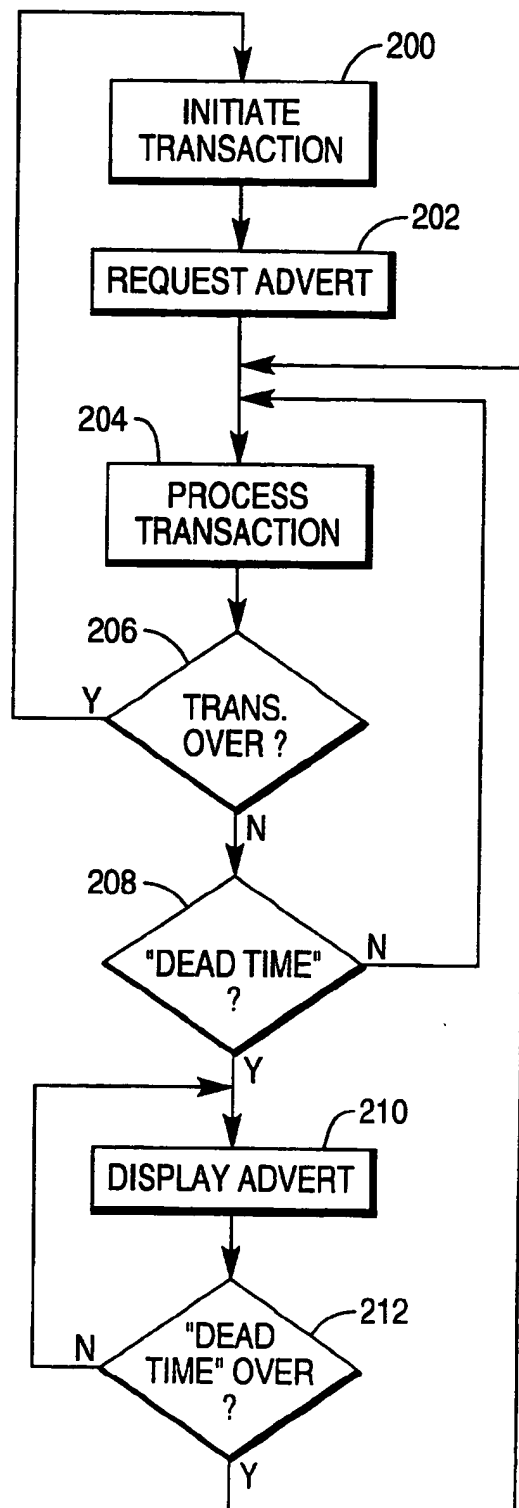 200
INITIATE
TRANSACTION
202
REQUEST ADVERT
204
PROCESS
TRANSACTION
206
Y
TRANS.
OVER ?
N
208
"DEAD TIME"
?
N
Y
210
DISPLAY ADVERT
212
N
"DEAD
TIME" OVER
?
Y